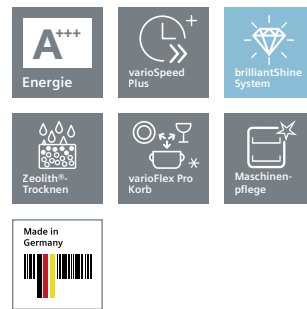 A+++
Energie
varioSpeed
Plus
brilliantShine
System
Zeolith®-
Trocknen
varioFlex Pro
Korb
Maschinen-
pflege
Made in
Germany